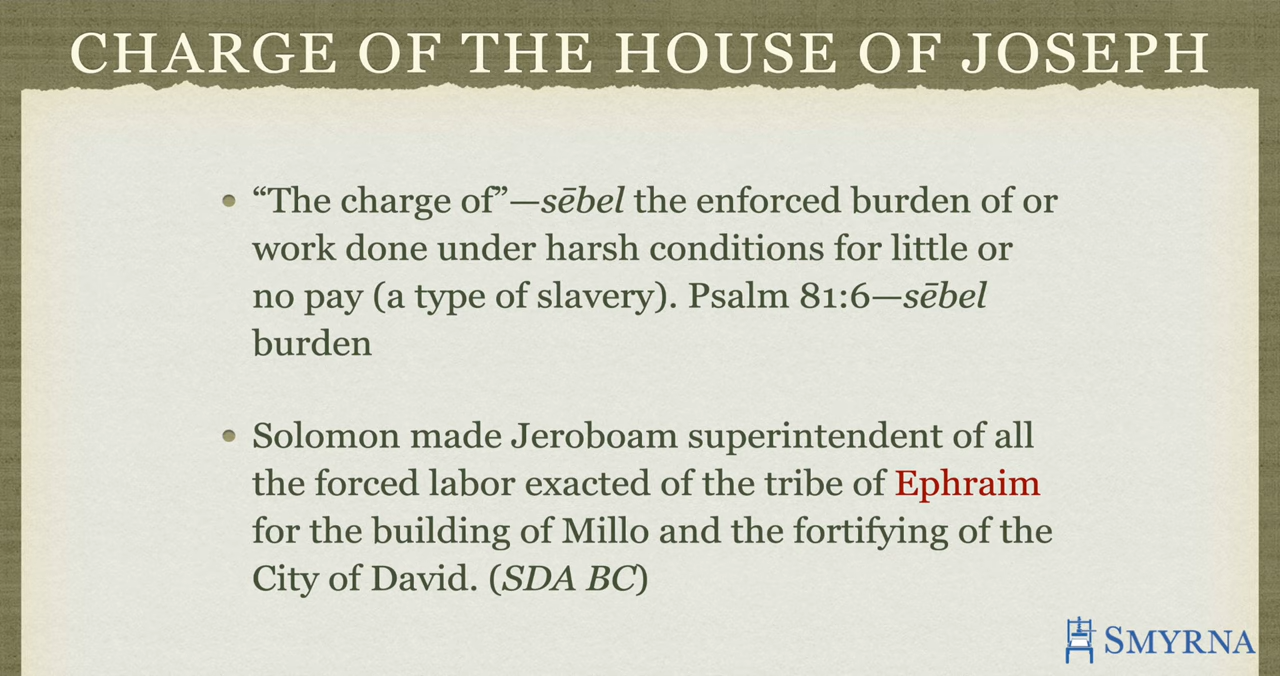 CHARGE OF THE HOUSE OF JOSEPH
• “The charge of”—sēbel the enforced burden of or
work done under harsh conditions for little or
no pay (a type of slavery). Psalm 81:6—sēbel
burden
• Solomon made Jeroboam superintendent of all
the forced labor exacted of the tribe of Ephraim
for the building of Millo and the fortifying of the
City of David. (SDA BC)
SMYRNA